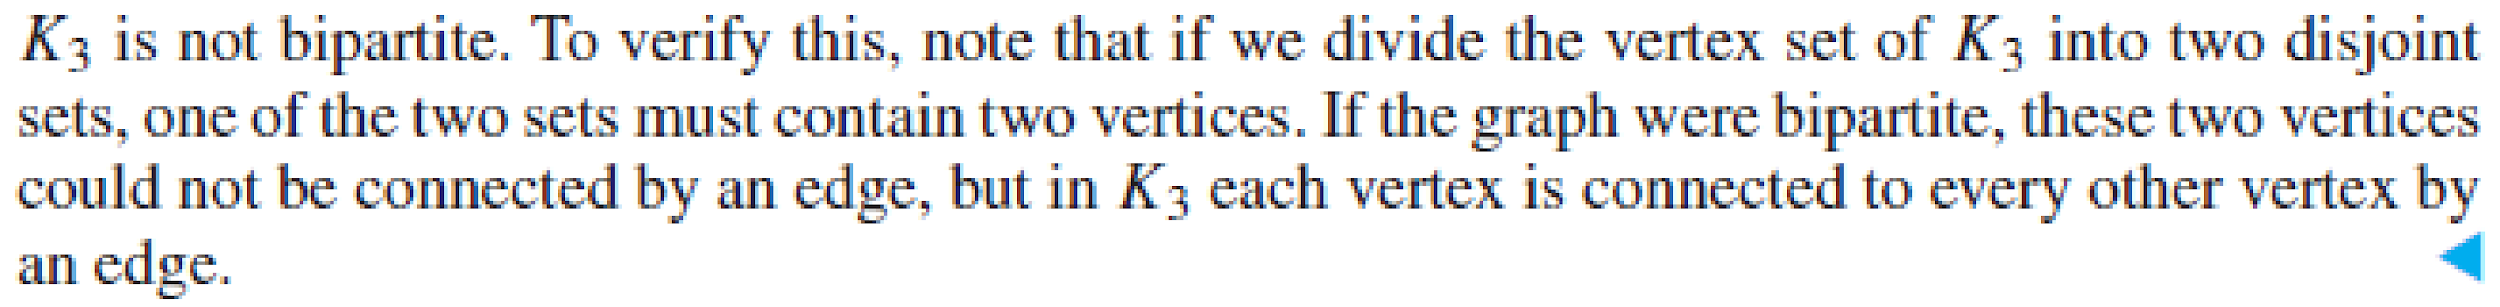 K₃ is not bipartite. To verify this, note that if we divide the vertex set of K₃ into two disjoint
sets, one of the two sets must contain two vertices. If the graph were bipartite, these two vertices
could not be connected by an edge, but in K₃ each vertex is connected to every other vertex by
an edge.